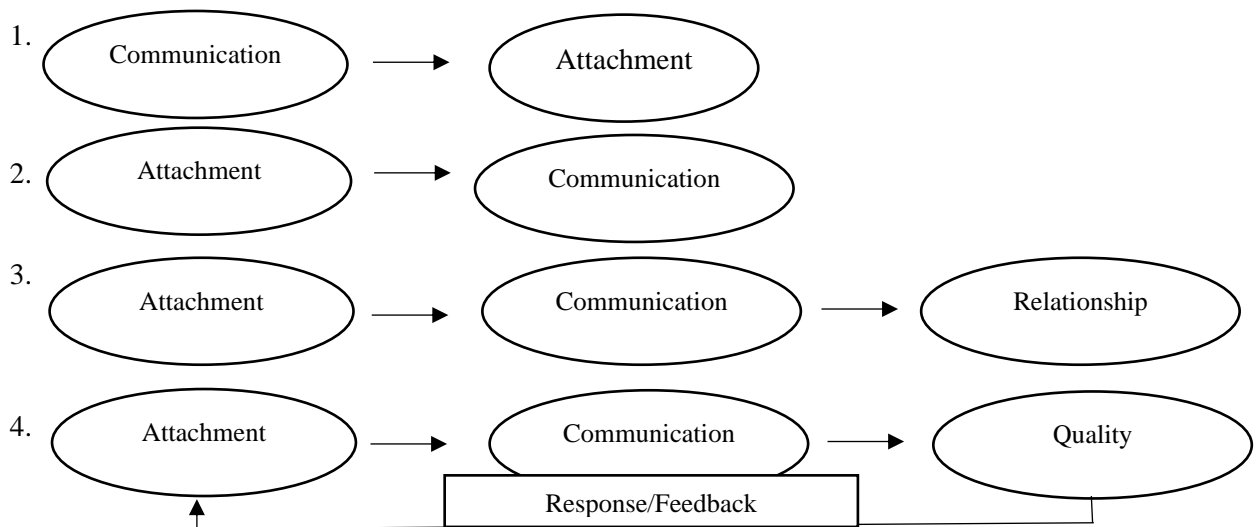 1. Communication Attachment
2. Attachment Communication
3. Attachment Communication Relationship
4. Attachment Communication Quality
Response/Feedback